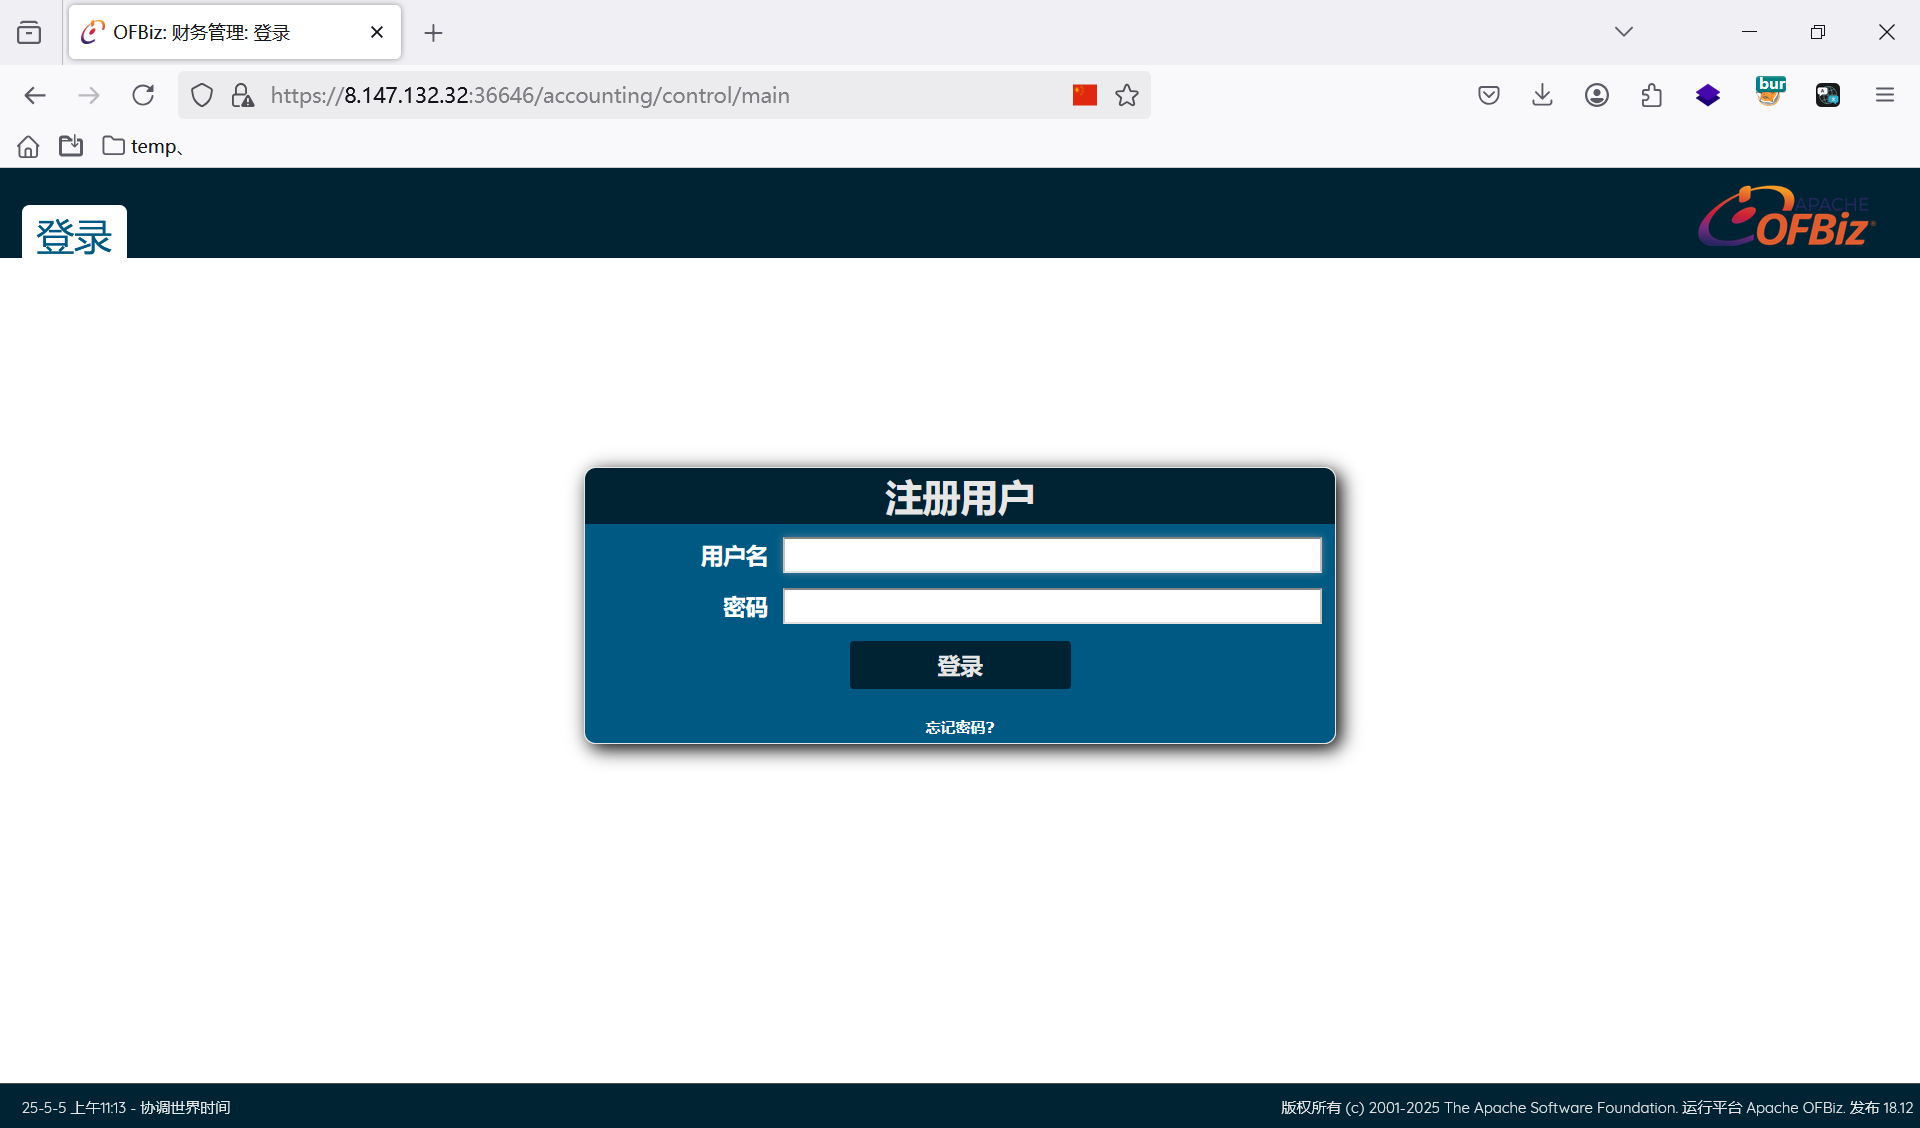 OFBiz: 财务管理: 登录
https://8.147.132.32:36646/accounting/control/main
bur
temp、
登录
APACHE
OFBiz
注册用户
用户名
密码
登录
忘记密码?
25-5-5 上午11:13 - 协调世界时间
版权所有 (c) 2001-2025 The Apache Software Foundation. 运行平台 Apache OFBiz. 发布 18.12